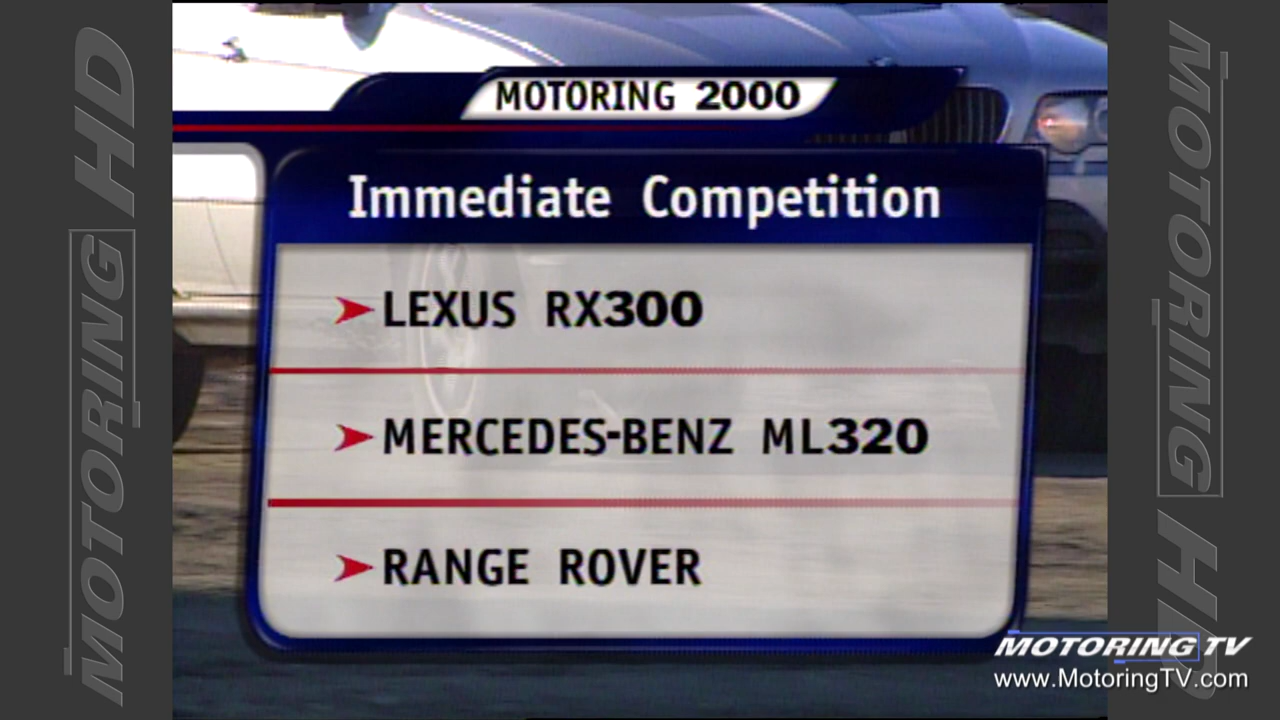 MOTORING 2000
Immediate Competition
LEXUS RX300
MERCEDES-BENZ ML320
RANGE ROVER
MOTORING TV
www.MotoringTV.com
MOTORING HD
MOTORING HD